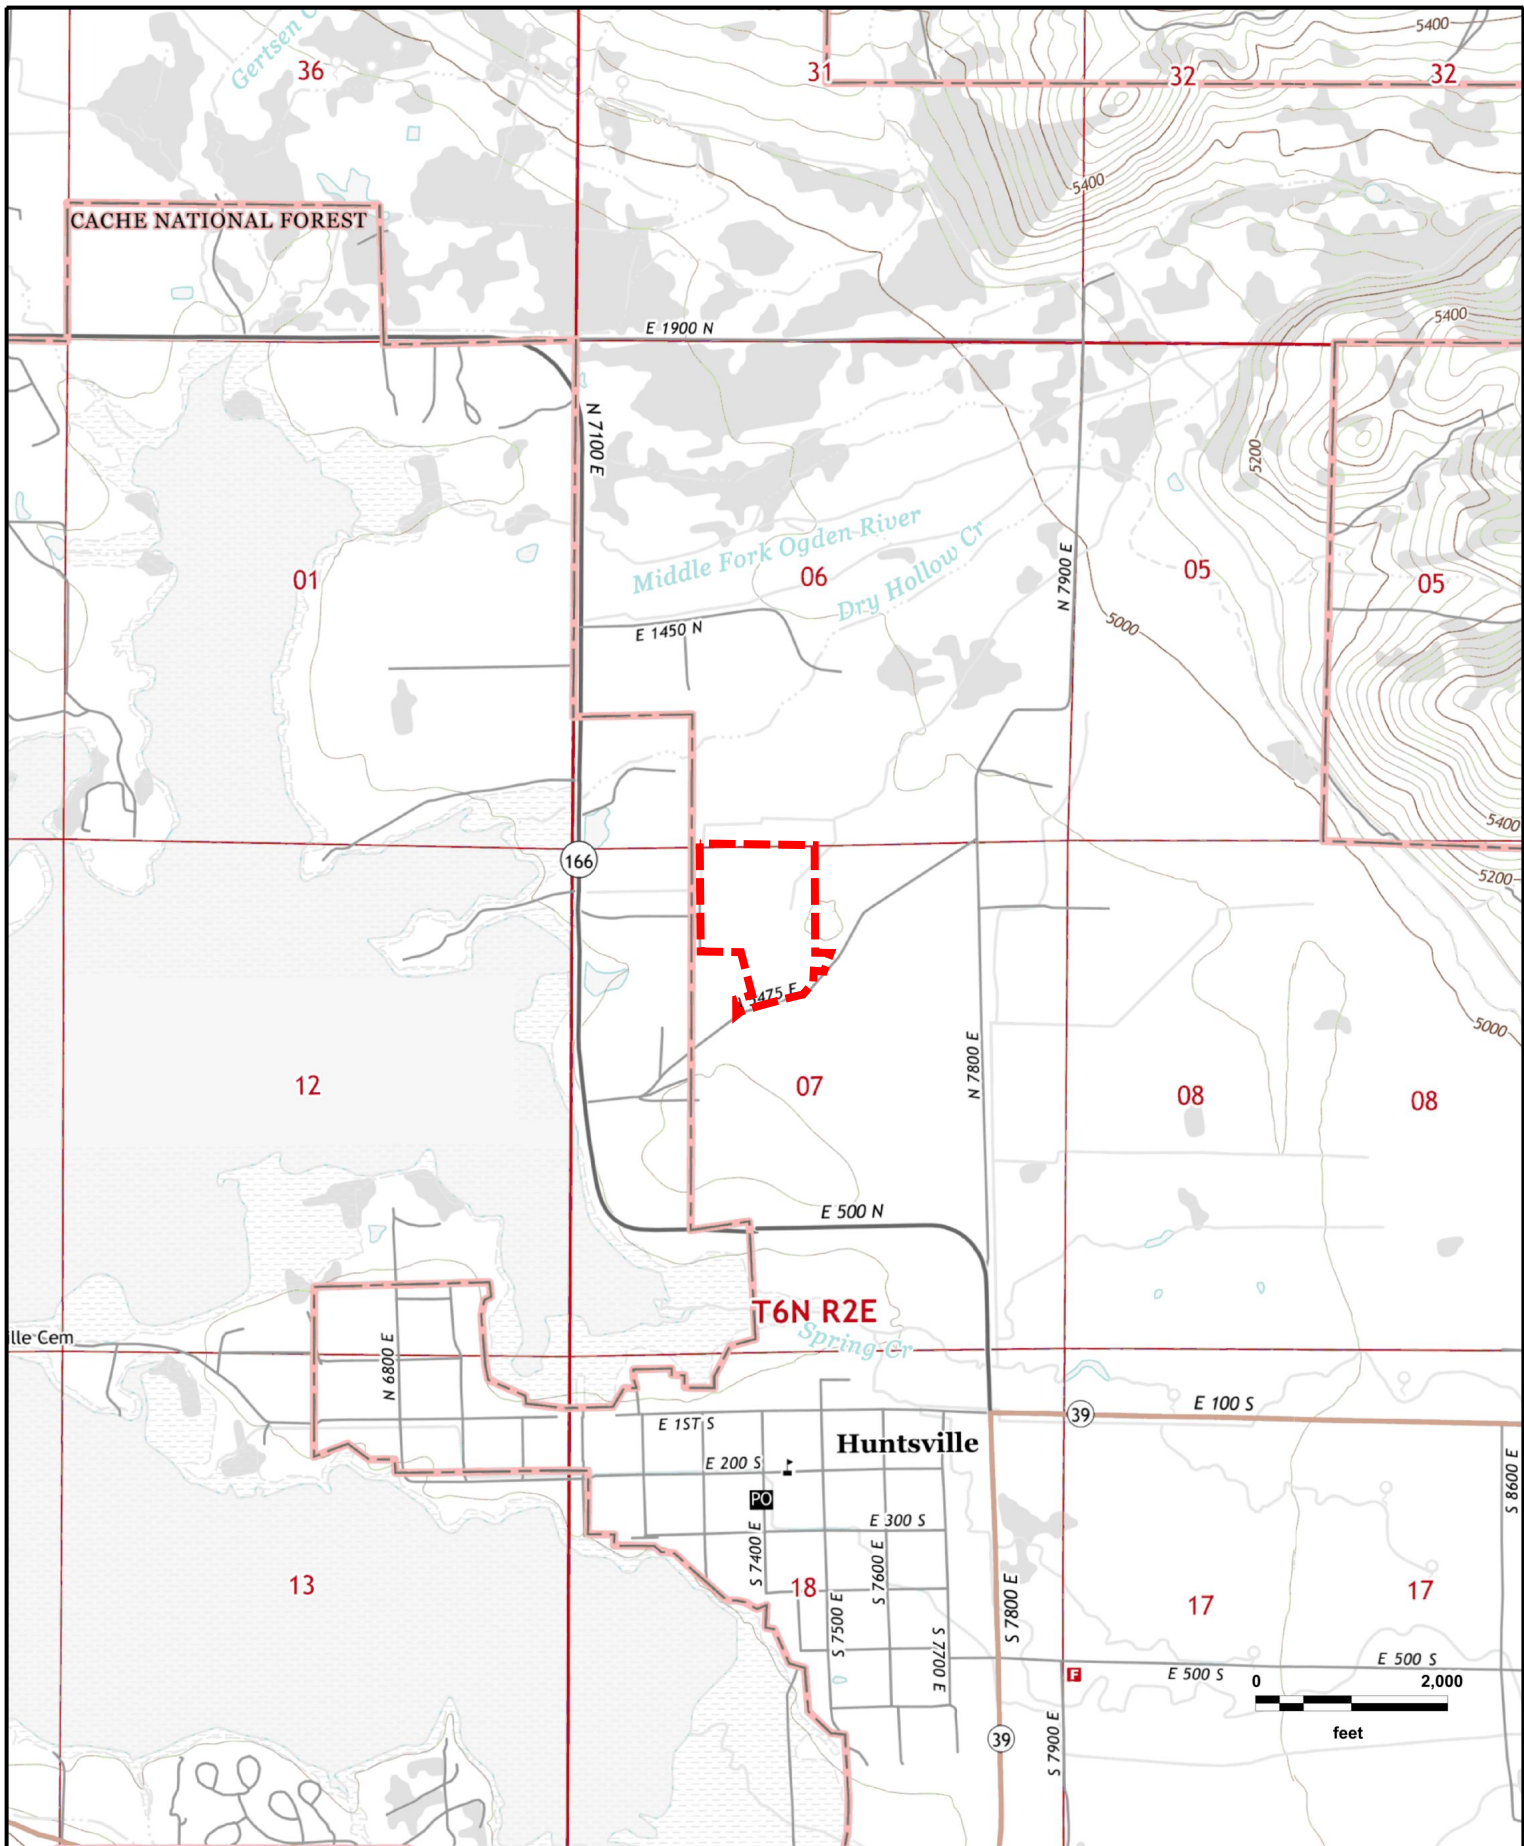 5400
Gertsen
36
31
32
32
5400
CACHE NATIONAL FOREST
5400
E 1900 N
N 7100 E
5200
Middle Fork Ogden River
Dry Hollow Cr
N 7900 E
01
06
05
05
5000
E 1450 N
5400
166
5200
475 E
5000
12
07
N 7800 E
08
08
E 500 N
T6N R2E
Spring Cr
ille Cem
N 6800 E
E 1ST S
39
E 100 S
Huntsville
E 200 S
PO
S 8600 E
E 300 S
S 7400 E
S 7600 E
13
18
S 7500 E
S 7800 E
17
17
S 7700 E
E 500 S
E 500 S
F
0 2,000
feet
39
S 7900 E